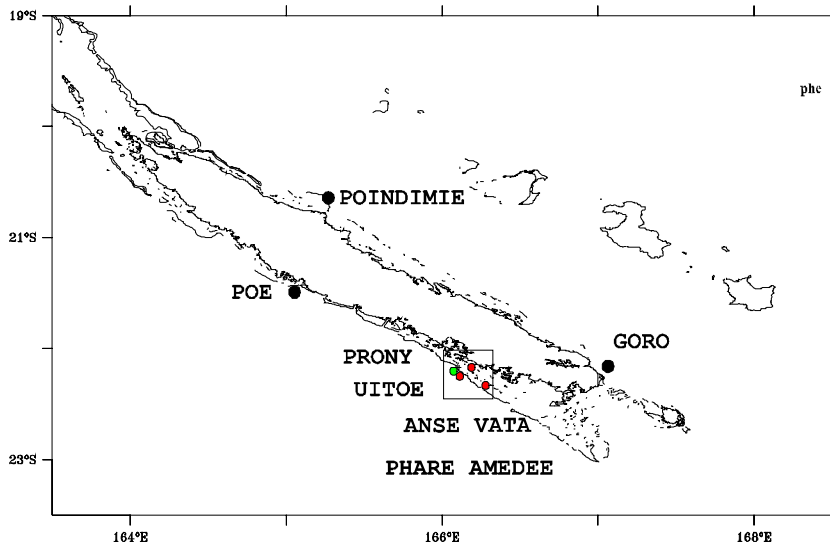 19°S
phe
POINDIMIE
21°S
POE
GORO
PRONY
UITOE
ANSE VATA
PHARE AMEDEE
23°S
164°E
166°E
168°E